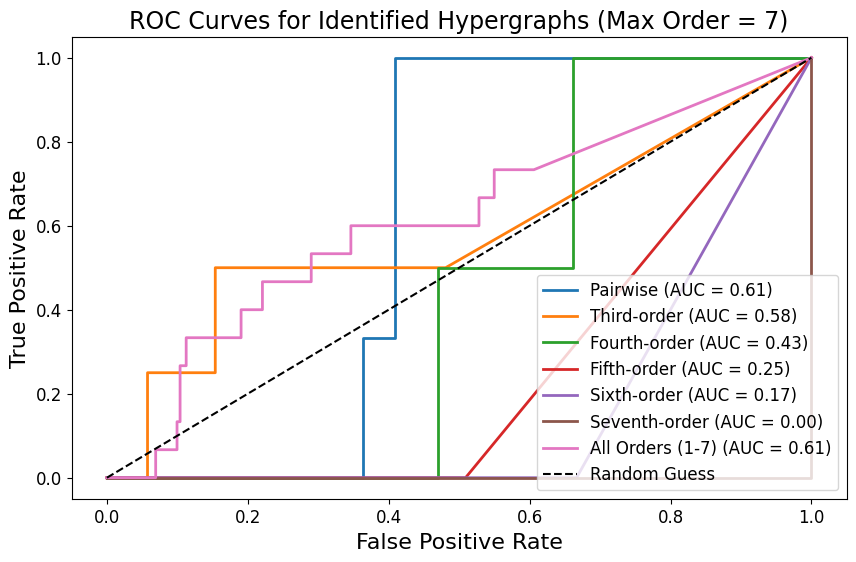 ROC Curves for Identified Hypergraphs (Max Order = 7)
True Positive Rate
1.0
0.8
0.6
0.4
0.2
0.0
Pairwise (AUC = 0.61)
Third-order (AUC = 0.58)
Fourth-order (AUC = 0.43)
Fifth-order (AUC = 0.25)
Sixth-order (AUC = 0.17)
Seventh-order (AUC = 0.00)
All Orders (1-7) (AUC = 0.61)
Random Guess
0.0 0.2 0.4 0.6 0.8 1.0
False Positive Rate